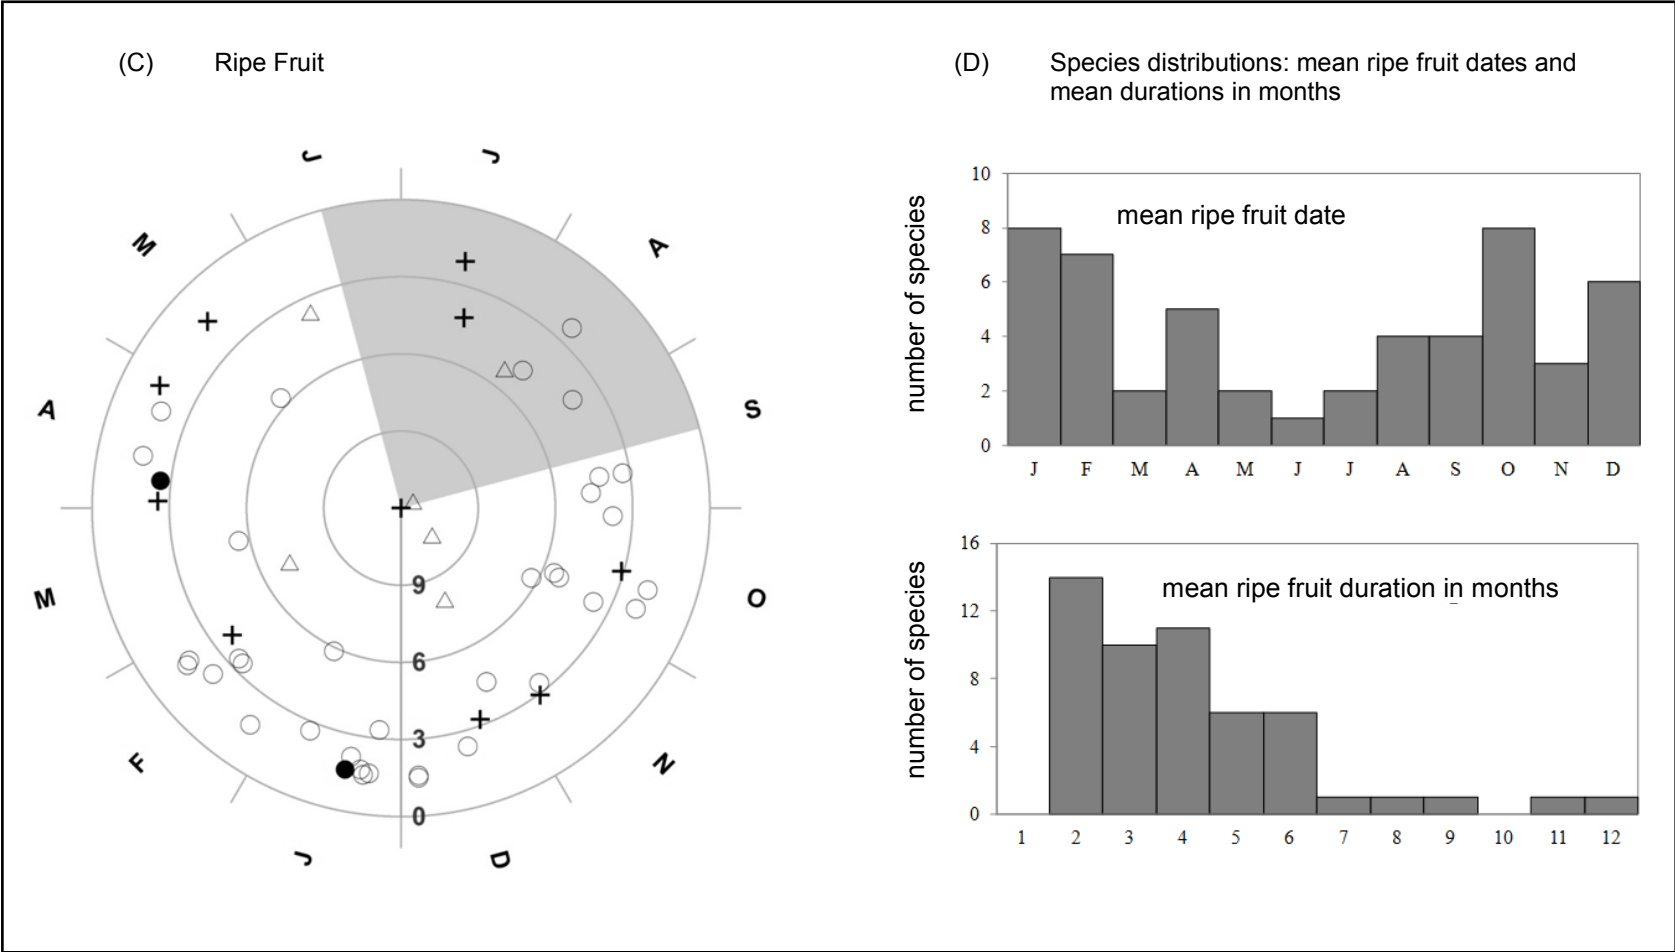 (C) Ripe Fruit
J
J
A
S
O
N
D
J
F
M
A
M
9
6
3
0
(D) Species distributions: mean ripe fruit dates and
mean durations in months
mean ripe fruit date
number of species
10
8
6
4
2
0
J F M A M J J A S O N D
mean ripe fruit duration in months
number of species
16
12
8
4
0
1 2 3 4 5 6 7 8 9 10 11 12